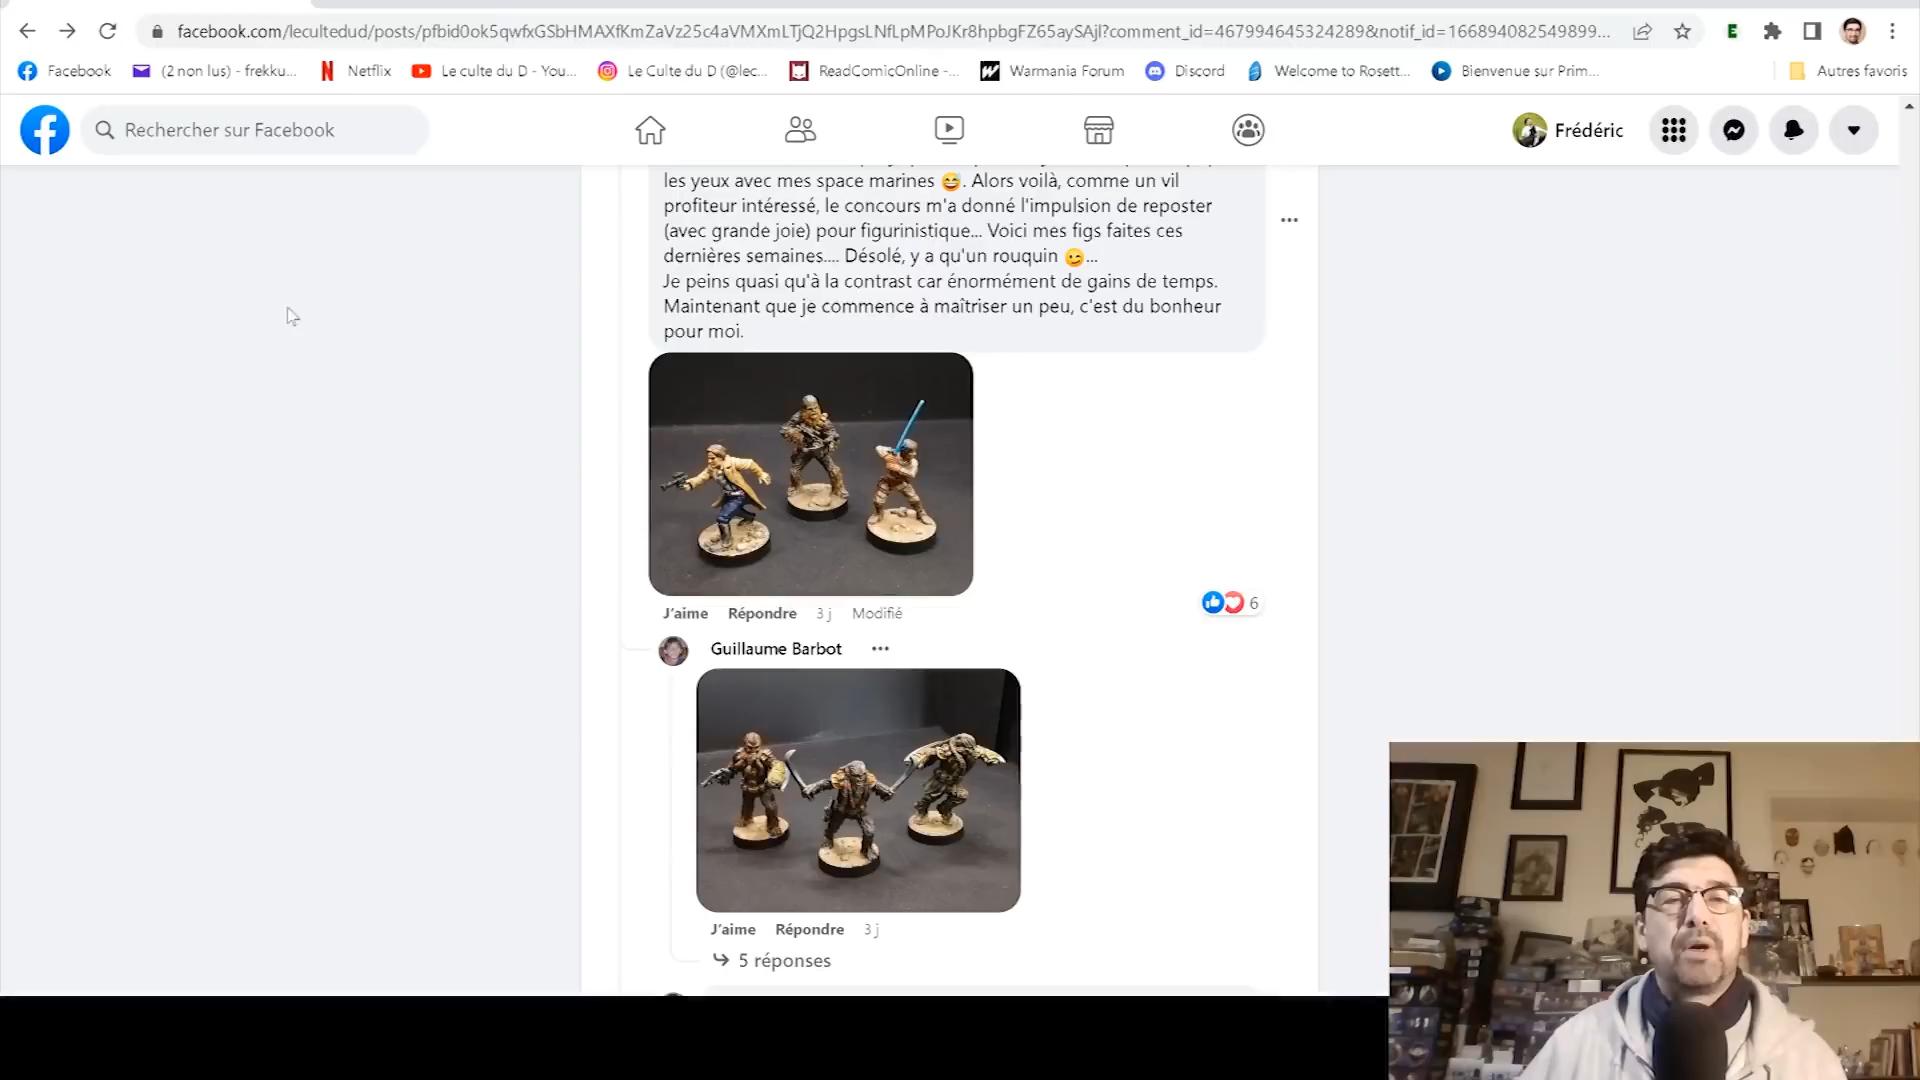 facebook.com/lecultedud/posts/pfbid0ok5qwfxGSbHMAXfKmZaVz25c4aVMXmLTjQ2HpgsLNfLpMPoJKr8hpbgFZ65aySAjl?comment_id=467994645324289&notif_id=166894082549899...
Facebook (2 non lus) - frekku... Netflix Le culte du D - You... Le Culte du D (@lec... ReadComicOnline -... Warmania Forum Discord Welcome to Rosett... Bienvenue sur Prim... Autres favoris
Rechercher sur Facebook Frédéric
les yeux avec mes space marines 😅. Alors voilà, comme un vil
profiteur intéressé, le concours m'a donné l'impulsion de reposter
(avec grande joie) pour figurinistique... Voici mes figs faites ces
dernières semaines.... Désolé, y a qu'un rouquin 😉...
Je peins quasi qu'à la contrast car énormément de gains de temps.
Maintenant que je commence à maîtriser un peu, c'est du bonheur
pour moi.
6
J'aime Répondre 3 j Modifié
Guillaume Barbot
J'aime Répondre 3 j
5 réponses